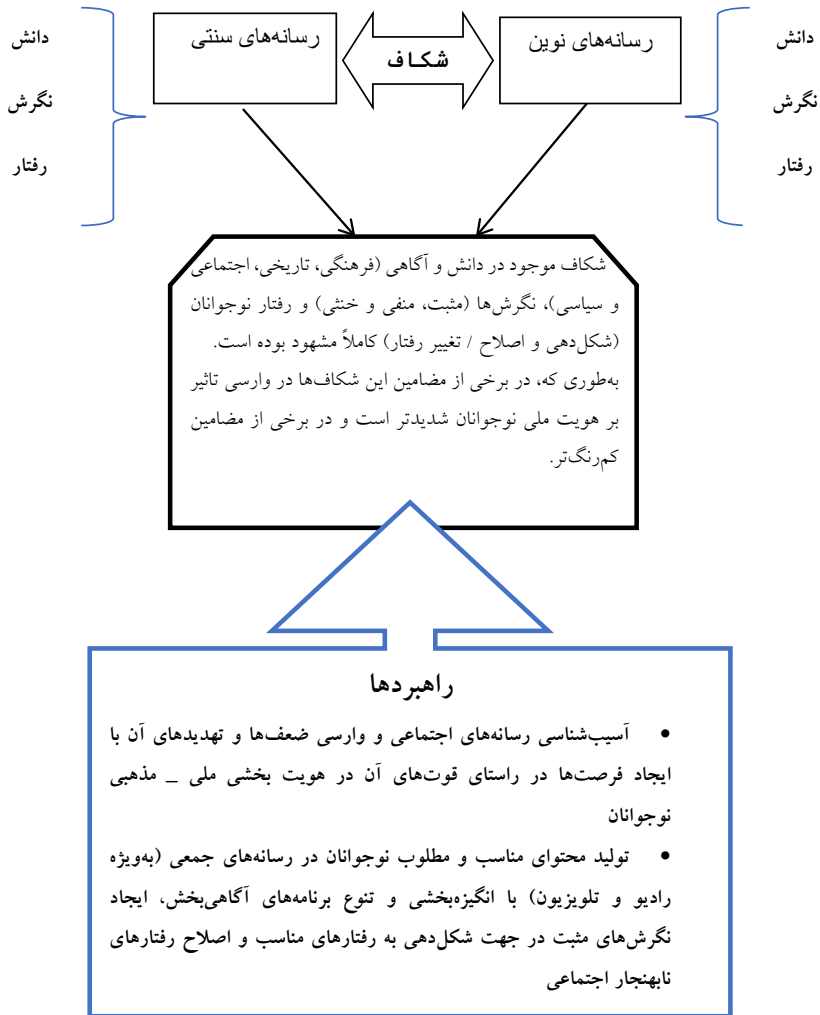 دانش
نگرش
رفتار
رسانه‌های نوین
شکاف
رسانه‌های سنتی
دانش
نگرش
رفتار
شکاف موجود در دانش و آگاهی (فرهنگی، تاریخی، اجتماعی
و سیاسی)، نگرش‌ها (مثبت، منفی و خنثی) و رفتار نوجوانان
(شکل‌دهی و اصلاح / تغییر رفتار) کاملاً مشهود بوده است.
به‌طوری که، در برخی از مضامین این شکاف‌ها در وارسی تاثیر
بر هویت ملی نوجوانان شدیدتر است و در برخی از مضامین
کم‌رنگ‌تر.
راهبردها
• آسیب‌شناسی رسانه‌های اجتماعی و وارسی ضعف‌ها و تهدیدهای آن با
ایجاد فرصت‌ها در راستای قوت‌های آن در هویت بخشی ملی _ مذهبی
نوجوانان
• تولید محتوای مناسب و مطلوب نوجوانان در رسانه‌های جمعی (به‌ویژه
رادیو و تلویزیون) با انگیزه‌بخشی و تنوع برنامه‌های آگاهی‌بخش، ایجاد
نگرش‌های مثبت در جهت شکل‌دهی به رفتارهای مناسب و اصلاح رفتارهای
نابهنجار اجتماعی